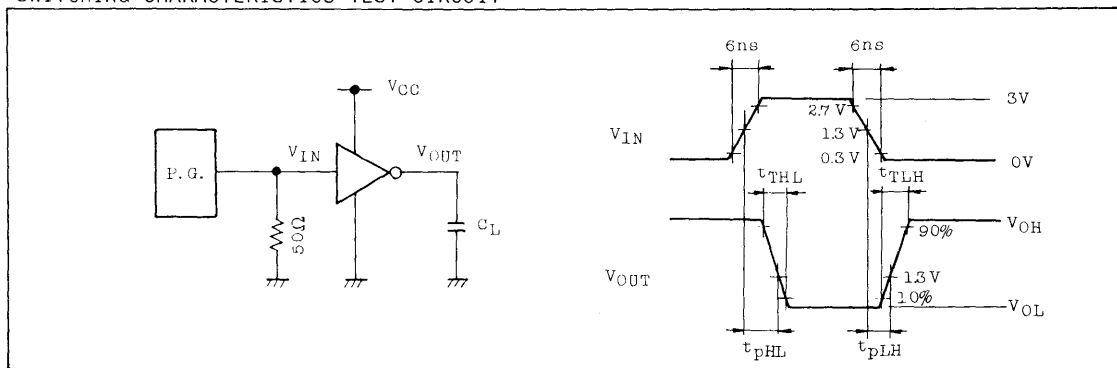 SWITCHING CHARACTERISTICS TEST CIRCUIT
P.G.
VIN
VCC
VOUT
50Ω
CL
6ns
6ns
VIN
2.7 V
1.3 V
0.3 V
3V
0V
tTHL
tTLH
VOUT
VOH
90%
1.3 V
10%
VOL
tpHL
tpLH